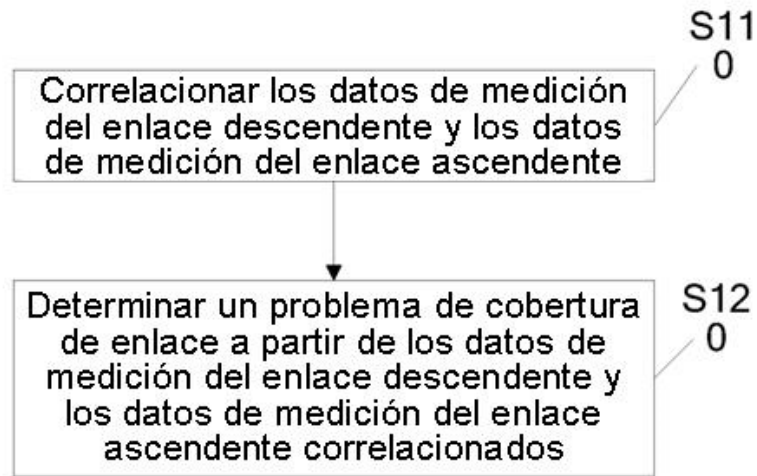 S11
0
Correlacionar los datos de medición
del enlace descendente y los datos
de medición del enlace ascendente
S12
0
Determinar un problema de cobertura
de enlace a partir de los datos de
medición del enlace descendente y
los datos de medición del enlace
ascendente correlacionados